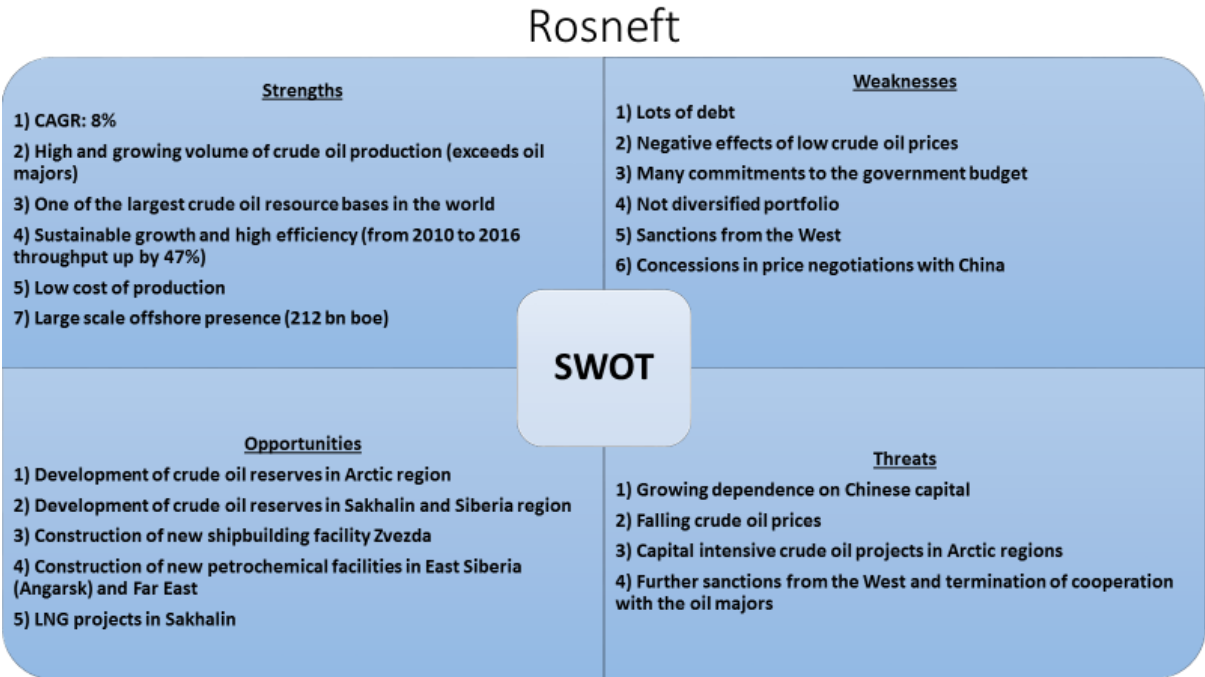 Rosneft
Strengths
1) CAGR: 8%
2) High and growing volume of crude oil production (exceeds oil
majors)
3) One of the largest crude oil resource bases in the world
4) Sustainable growth and high efficiency (from 2010 to 2016
throughput up by 47%)
5) Low cost of production
7) Large scale offshore presence (212 bn boe)
Weaknesses
1) Lots of debt
2) Negative effects of low crude oil prices
3) Many commitments to the government budget
4) Not diversified portfolio
5) Sanctions from the West
6) Concessions in price negotiations with China
SWOT
Opportunities
1) Development of crude oil reserves in Arctic region
2) Development of crude oil reserves in Sakhalin and Siberia region
3) Construction of new shipbuilding facility Zvezda
4) Construction of new petrochemical facilities in East Siberia
(Angarsk) and Far East
5) LNG projects in Sakhalin
Threats
1) Growing dependence on Chinese capital
2) Falling crude oil prices
3) Capital intensive crude oil projects in Arctic regions
4) Further sanctions from the West and termination of cooperation
with the oil majors